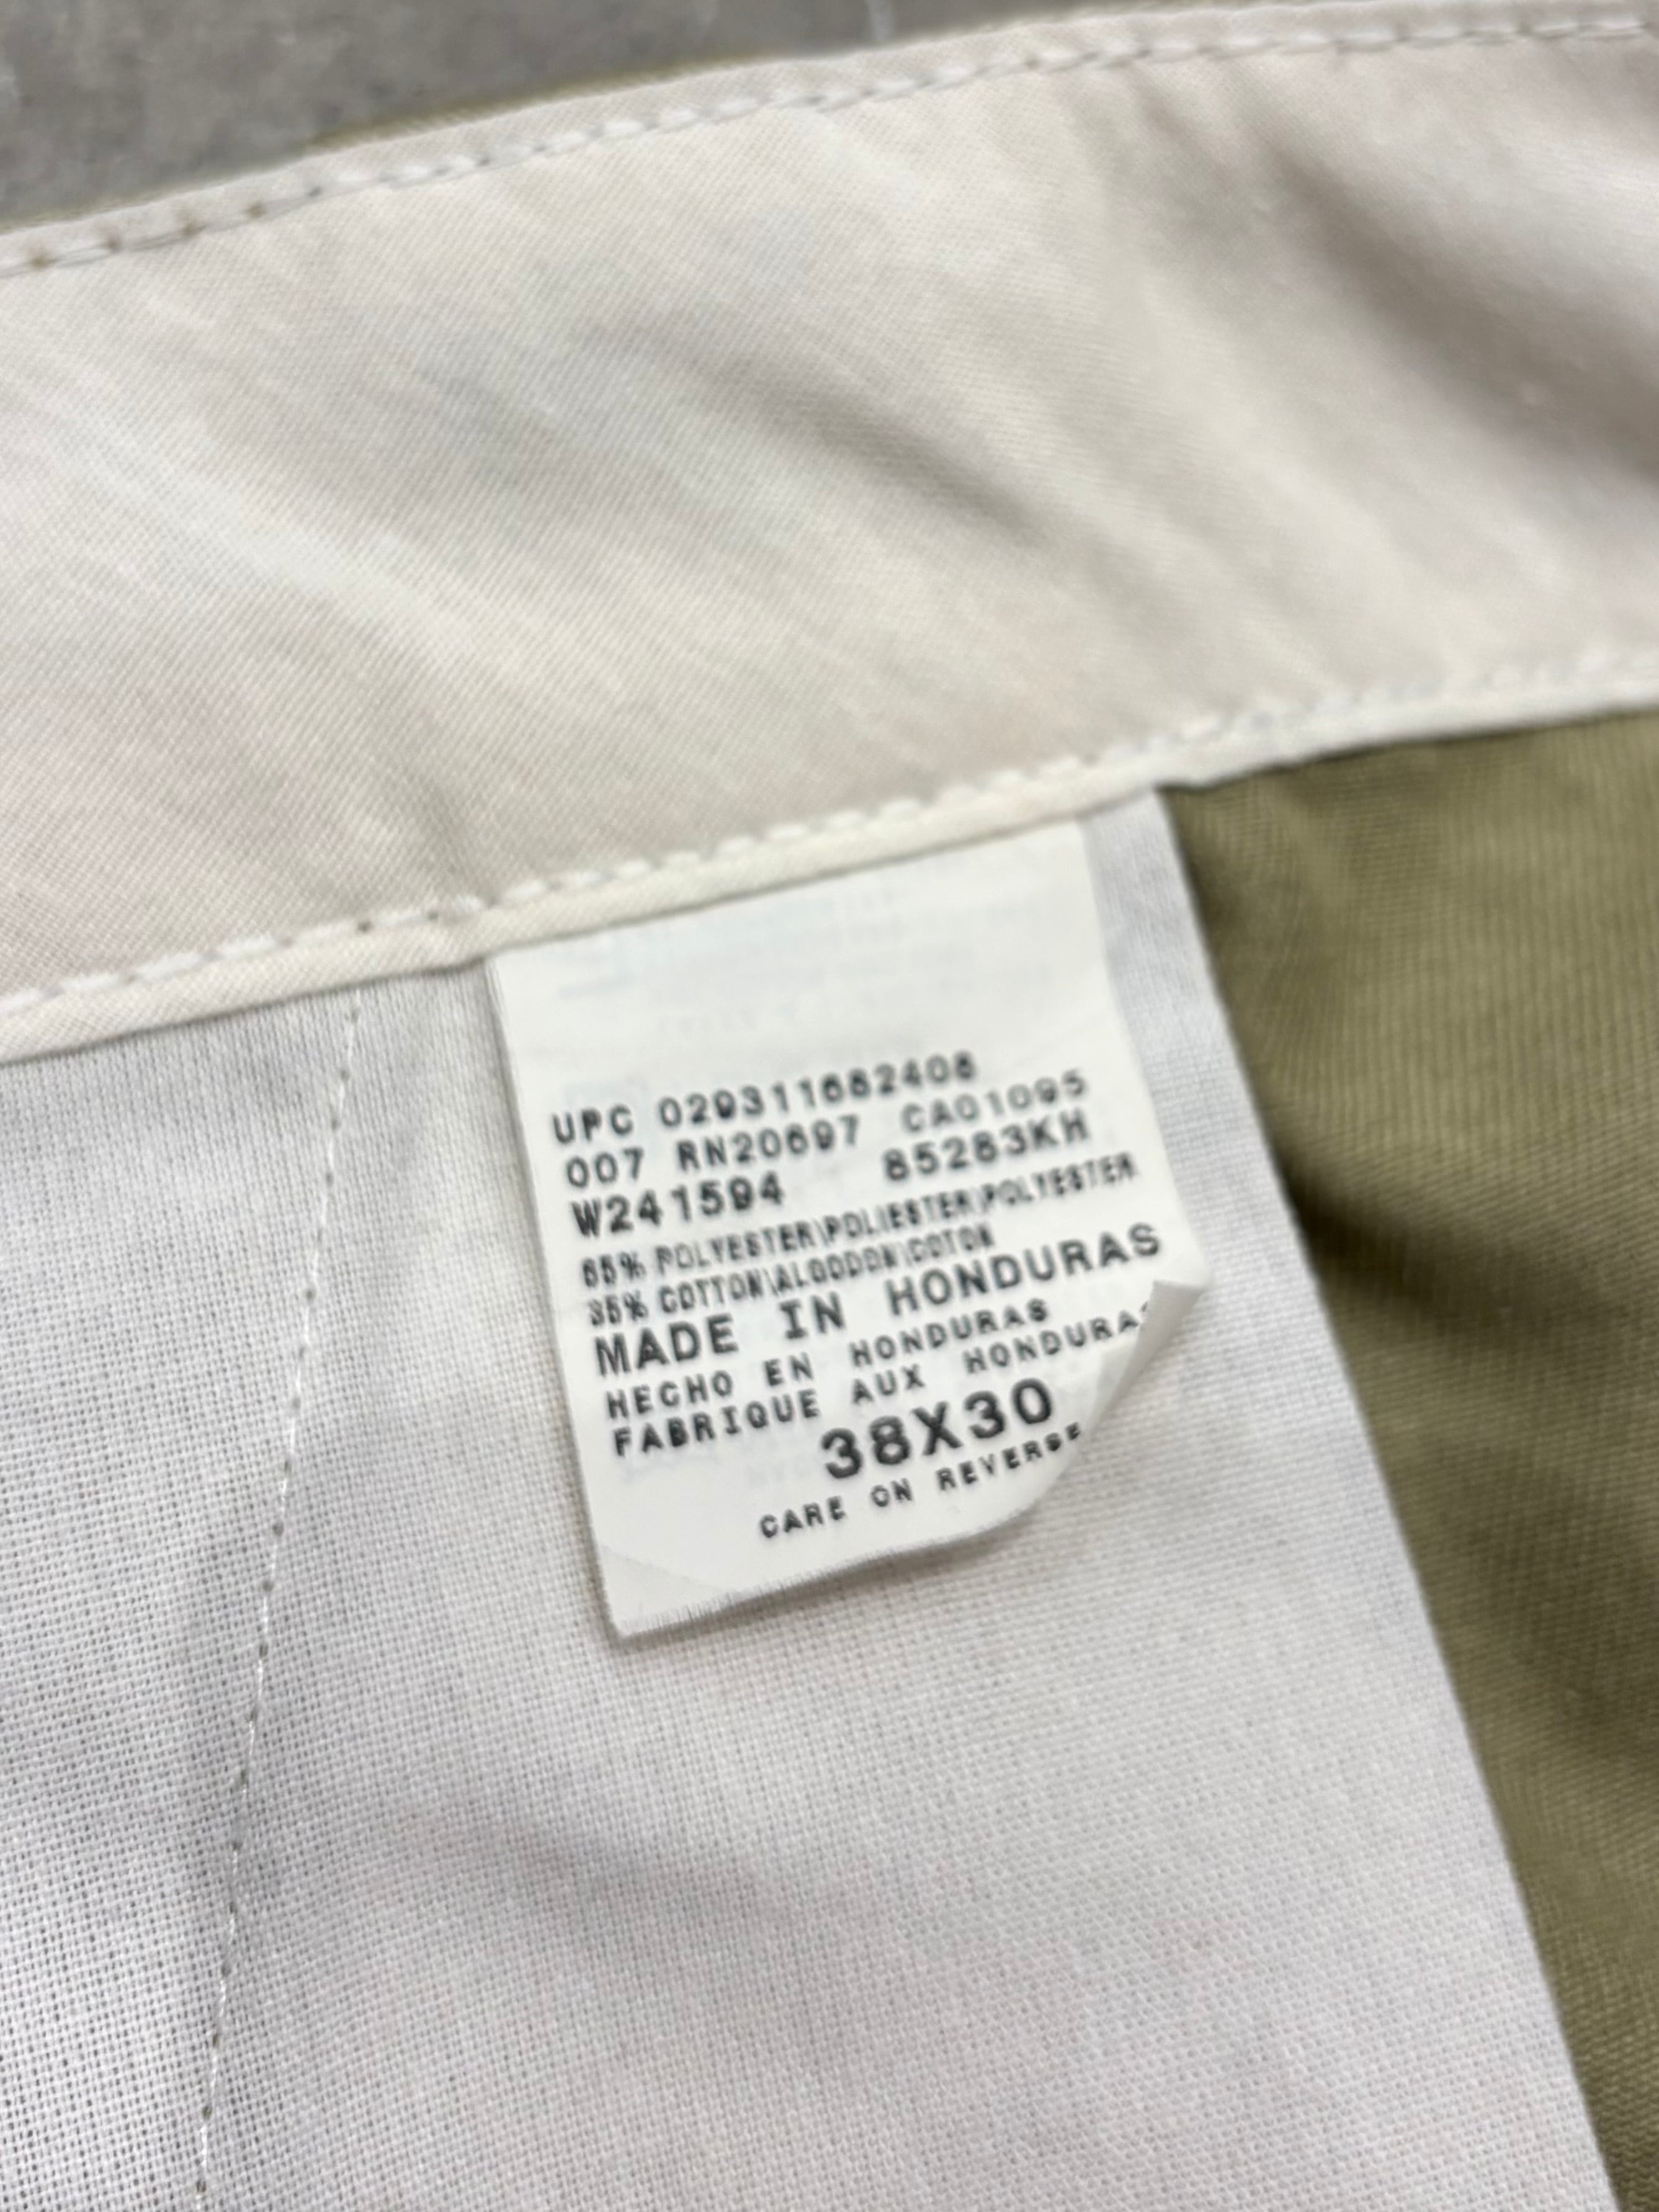 UPC 029311682408
007 RN20697 CA01095
W241594 85283KH
65% POLYESTER\POLIESTER\POLYESTER
35% COTTON\ALGODON\COTON
MADE IN HONDURAS
HECHO EN HONDURAS
FABRIQUE AUX HONDURAS
38X30
CARE ON REVERSE